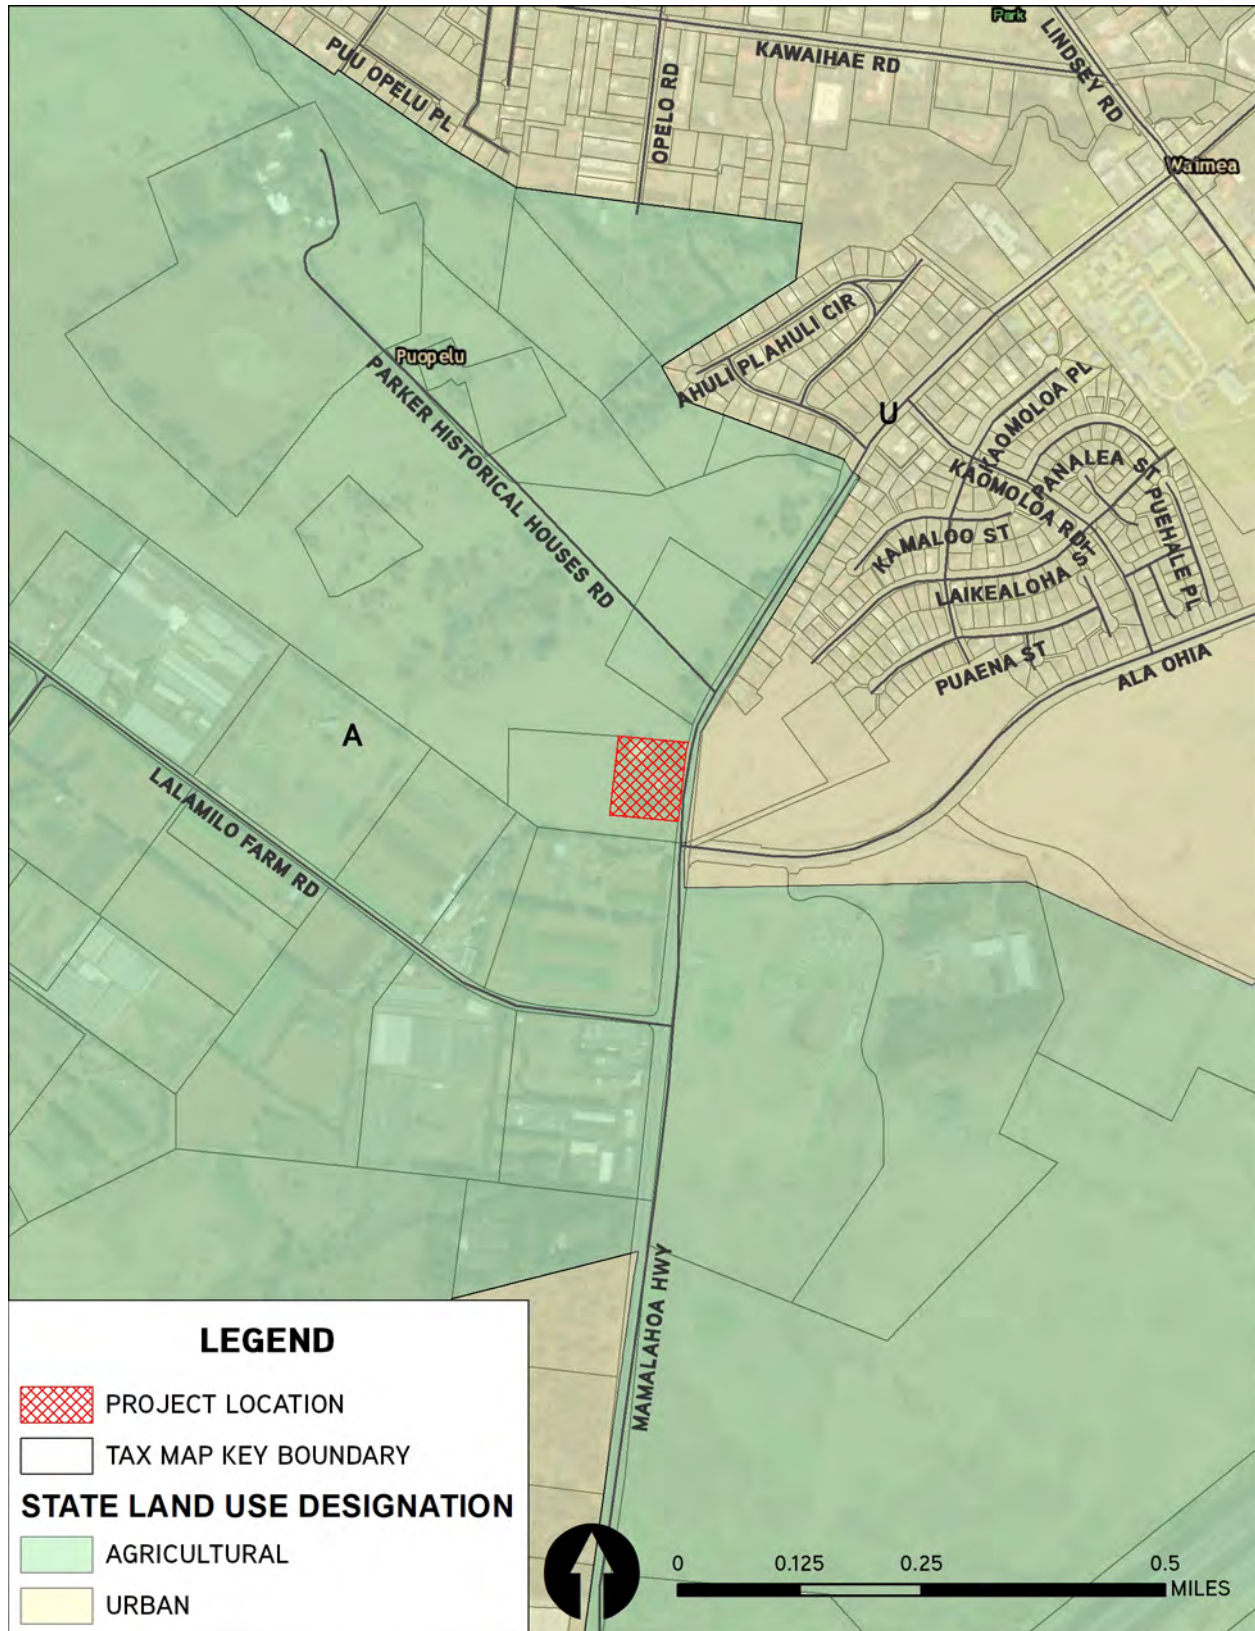 Park
KAWAIHAE RD
LINDSEY RD
PUU OPELU PL
OPELO RD
Waimea
AHULI CIR
AHULI PL
Puopelu
PARKER HISTORICAL HOUSES RD
U
KAOMOLOA PL
KAOMOLOA RD
PANALEA ST
PUEHALE PL
KAMALOO ST
LAIKEALOHA ST
PUAENA ST
ALA OHIA
A
LALAMILO FARM RD
MAMALAHOA HWY
LEGEND
PROJECT LOCATION
TAX MAP KEY BOUNDARY
STATE LAND USE DESIGNATION
AGRICULTURAL
URBAN
0 0.125 0.25 0.5
MILES